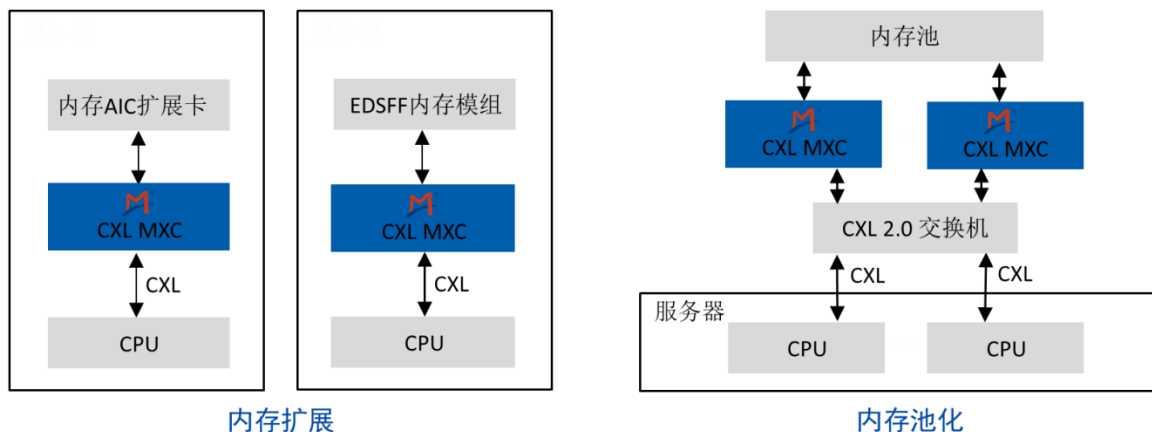 内存AIC扩展卡
CXL MXC
CXL
CPU
EDSFF内存模组
CXL MXC
CXL
CPU
内存扩展
内存池
CXL MXC
CXL MXC
CXL 2.0 交换机
CXL
CXL
服务器
CPU
CPU
内存池化